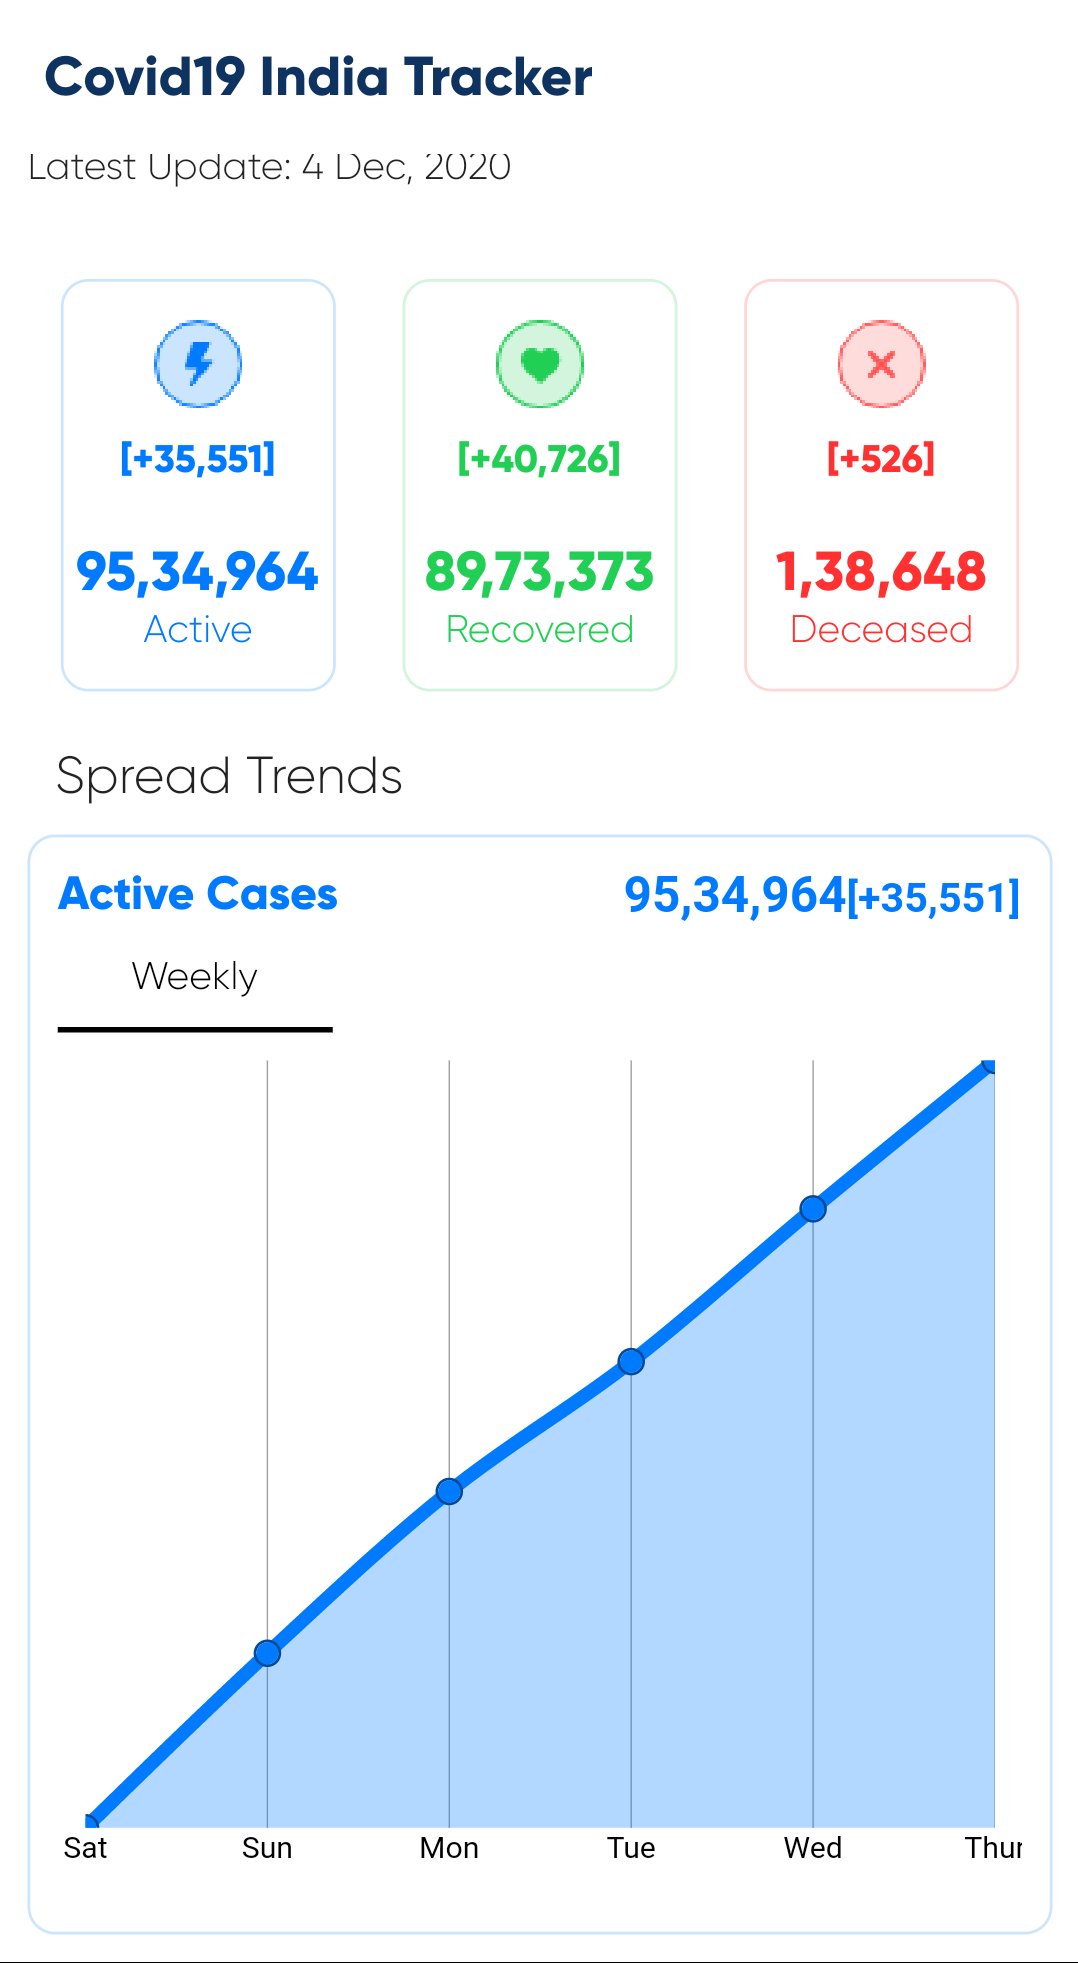 Covid19 India Tracker
Latest Update: 4 Dec, 2020
[+35,551] [+40,726] [+526]
95,34,964 89,73,373 1,38,648
Active Recovered Deceased
Spread Trends
Active Cases 95,34,964[+35,551]
Weekly
Sat Sun Mon Tue Wed Thur